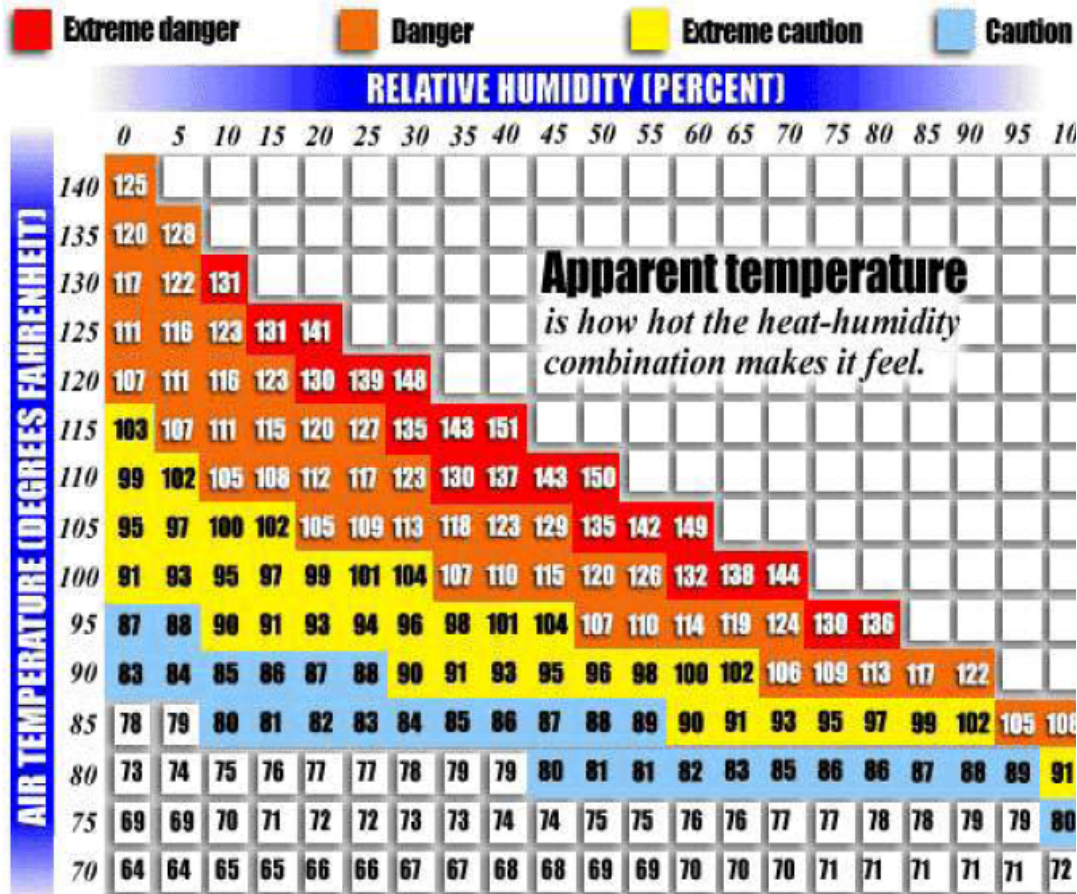 Extreme danger Danger Extreme caution Caution
RELATIVE HUMIDITY (PERCENT)
0 5 10 15 20 25 30 35 40 45 50 55 60 65 70 75 80 85 90 95 10
AIR TEMPERATURE (DEGREES FAHRENHEIT)
140 125
135 120 128
130 117 122 131
Apparent temperature
is how hot the heat-humidity
combination makes it feel.
125 111 116 123 131 141
120 107 111 116 123 130 139 148
115 103 107 111 115 120 127 135 143 151
110 99 102 105 108 112 117 123 130 137 143 150
105 95 97 100 102 105 109 113 118 123 129 135 142 149
100 91 93 95 97 99 101 104 107 110 115 120 126 132 138 144
95 87 88 90 91 93 94 96 98 101 104 107 110 114 119 124 130 136
90 83 84 85 86 87 88 90 91 93 95 96 98 100 102 106 109 113 117 122
85 78 79 80 81 82 83 84 85 86 87 88 89 90 91 93 95 97 99 102 105 108
80 73 74 75 76 77 77 78 79 79 80 81 81 82 83 85 86 86 87 88 89 91
75 69 69 70 71 72 72 73 73 74 74 75 75 76 76 77 77 78 78 79 79 80
70 64 64 65 65 66 66 67 67 68 68 69 69 70 70 70 71 71 71 71 71 72